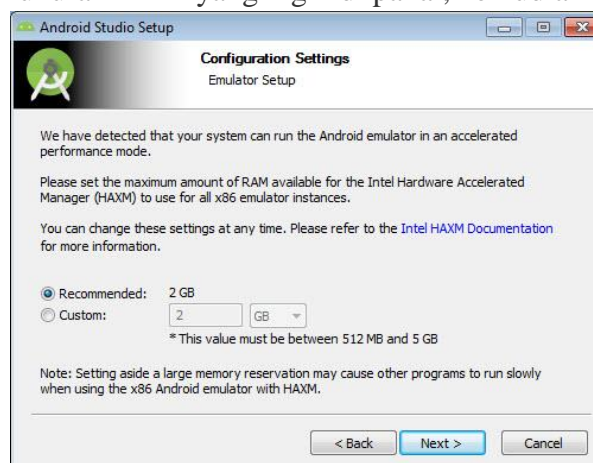 Android Studio Setup
Configuration Settings
Emulator Setup
We have detected that your system can run the Android emulator in an accelerated
performance mode.
Please set the maximum amount of RAM available for the Intel Hardware Accelerated
Manager (HAXM) to use for all x86 emulator instances.
You can change these settings at any time. Please refer to the Intel HAXM Documentation
for more information.
Recommended: 2 GB
Custom: 2 GB
* This value must be between 512 MB and 5 GB
Note: Setting aside a large memory reservation may cause other programs to run slowly
when using the x86 Android emulator with HAXM.
< Back Next > Cancel